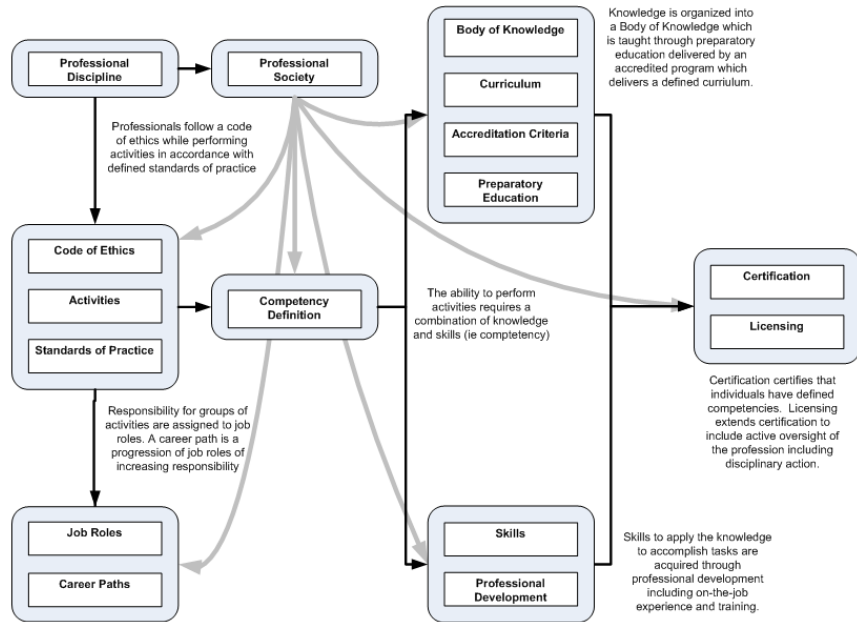 Professional
Discipline
Professional
Society
Body of Knowledge
Curriculum
Accreditation Criteria
Preparatory
Education
Knowledge is organized into
a Body of Knowledge which
is taught through preparatory
education delivered by an
accredited program which
delivers a defined curriulum.
Professionals follow a code
of ethics while performing
activities in accordance with
defined standards of practice
Code of Ethics
Activities
Standards of Practice
Competency
Definition
The ability to perform
activities requires a
combination of knowledge
and skills (ie comptetency)
Certification
Licensing
Certification certifies that
individuals have defined
competencies. Licensing
extends certification to
include active oversight of
the profession including
disciplinary action.
Responsibility for groups of
activities are assigned to job
roles. A career path is a
progression of job roles of
increasing responsibility
Job Roles
Career Paths
Skills
Professional
Development
Skills to apply the knowledge
to accomplish tasks are
acquired through
professional development
including on-the-job
experience and training.